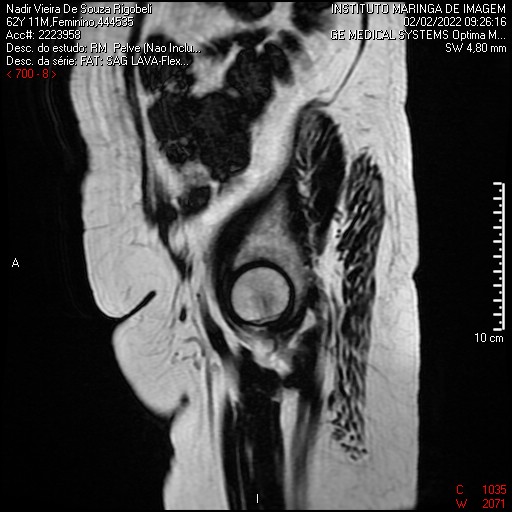 Nadir Vieira De Souza Rigobeli
62Y 11M,Feminino,444535
Acc#: 2223958
Desc. do estudo: RM_Pelve (Nao Inclu...
Desc. da série: FAT: SAG LAVA-Flex...
< 700 - 8 >
INSTITUTO MARINGA DE IMAGEM
02/02/2022 09:26:16
GE MEDICAL SYSTEMS Optima M...
SW 4,80 mm
A
10 cm
I
C 1035
W 2071